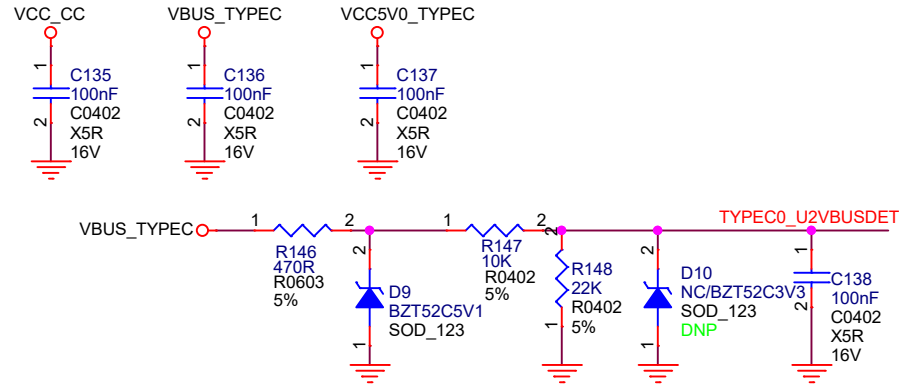 VCC_CC
VBUS_TYPEC
VCC5V0_TYPEC
1
C135
100nF
C0402
X5R
16V
2
1
C136
100nF
C0402
X5R
16V
2
1
C137
100nF
C0402
X5R
16V
2
VBUS_TYPEC
1
2
R146
470R
R0603
5%
2
D9
BZT52C5V1
SOD_123
1
1
2
R147
10K
R0402
5%
2
R148
22K
R0402
5%
1
2
D10
NC/BZT52C3V3
SOD_123
DNP
1
TYPEC0_U2VBUSDET
1
C138
100nF
C0402
X5R
16V
2